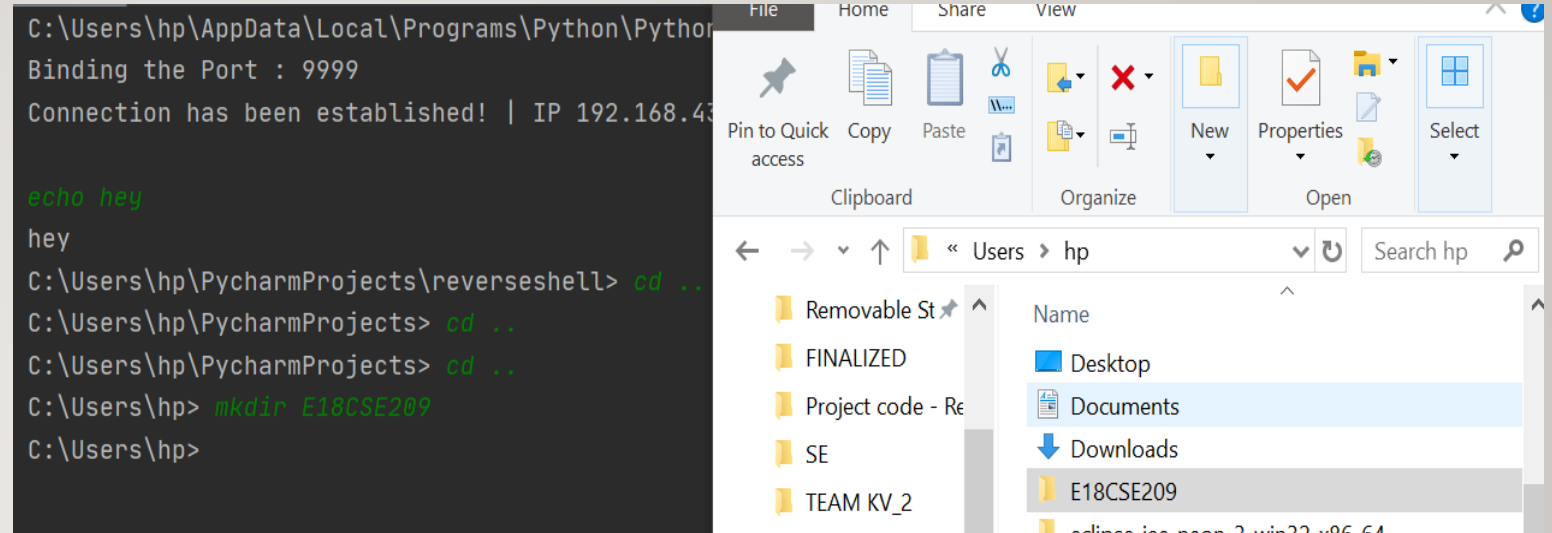 C:\Users\hp\AppData\Local\Programs\Python\Python
Binding the Port : 9999
Connection has been established! | IP 192.168.43
echo hey
hey
C:\Users\hp\PycharmProjects\reverseshell> cd ..
C:\Users\hp\PycharmProjects> cd ..
C:\Users\hp\PycharmProjects> cd ..
C:\Users\hp> mkdir E18CSE209
C:\Users\hp>
File Home Share View
Pin to Quick access
Copy
Paste
\\...
New
Properties
Select
Clipboard
Organize
Open
« Users > hp
Search hp
Removable St
FINALIZED
Project code - Re
SE
TEAM KV_2
Name
Desktop
Documents
Downloads
E18CSE209